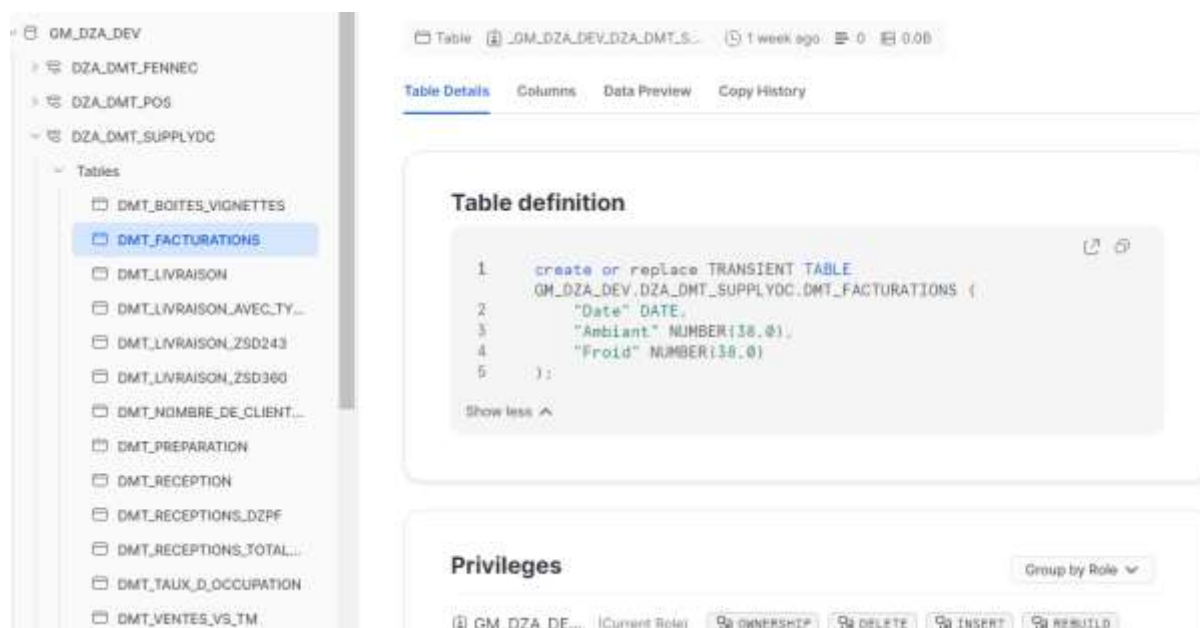 GM_DZA_DEV
DZA_DMT_FENNEC
DZA_DMT_POS
DZA_DMT_SUPPLYDC
Tables
DMT_BOITES_VIGNETTES
DMT_FACTURATIONS
DMT_LIVRAISON
DMT_LIVRAISON_AVEC_TY...
DMT_LIVRAISON_ZSD243
DMT_LIVRAISON_ZSD360
DMT_NOMBRE_DE_CLIENT...
DMT_PREPARATION
DMT_RECEPTION
DMT_RECEPTIONS_DZPF
DMT_RECEPTIONS_TOTAL...
DMT_TAUX_D_OCCUPATION
DMT_VENTES_VS_TM
Table _GM_DZA_DEV_DZA_DMT_S... 1 week ago 0 0.0B
Table Details Columns Data Preview Copy History
Table definition
1 create or replace TRANSIENT TABLE
GM_DZA_DEV.DZA_DMT_SUPPLYDC.DMT_FACTURATIONS (
2 "Date" DATE,
3 "Ambiant" NUMBER(38,0),
4 "Froid" NUMBER(38,0)
5 );
Show less
Privileges
Group by Role
GM_DZA_DE... (Current Role) OWNERSHIP DELETE INSERT REBUILD